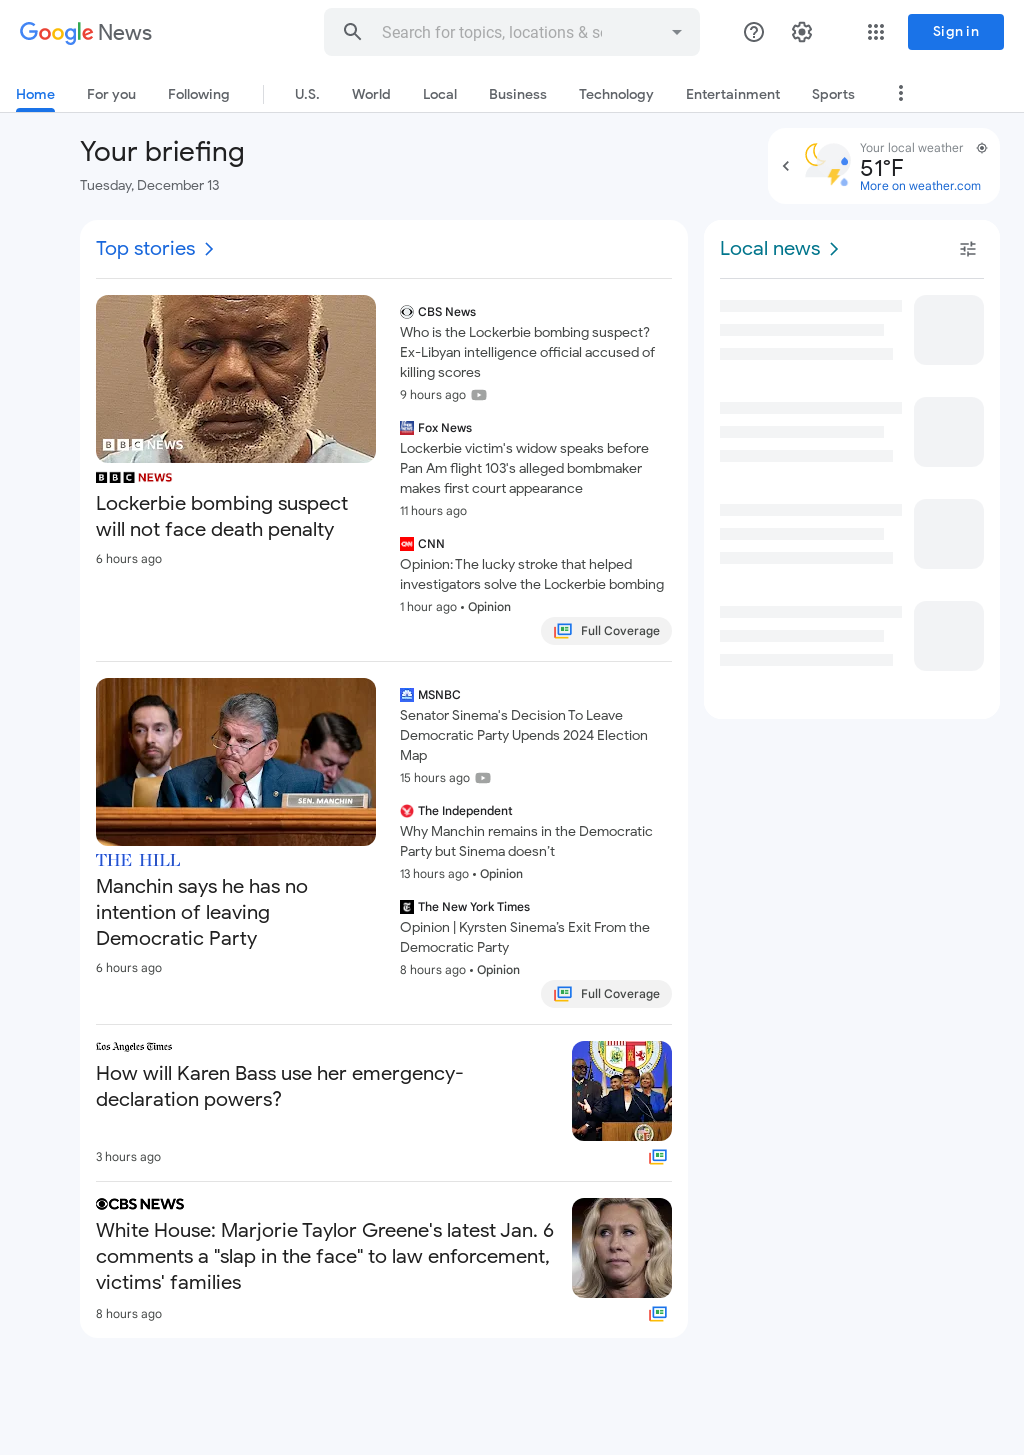 Google News
Search for topics, locations & s
Sign in
Home For you Following U.S. World Local Business Technology Entertainment Sports
Your briefing
Tuesday, December 13
Your local weather
51°F
More on weather.com
Top stories
BBC NEWS
BBC NEWS
Lockerbie bombing suspect
will not face death penalty
6 hours ago
CBS News
Who is the Lockerbie bombing suspect?
Ex-Libyan intelligence official accused of
killing scores
9 hours ago
Fox News
Lockerbie victim's widow speaks before
Pan Am flight 103's alleged bombmaker
makes first court appearance
11 hours ago
CNN
Opinion: The lucky stroke that helped
investigators solve the Lockerbie bombing
1 hour ago • Opinion
Full Coverage
SEN. MANCHIN
THE HILL
Manchin says he has no
intention of leaving
Democratic Party
6 hours ago
MSNBC
Senator Sinema's Decision To Leave
Democratic Party Upends 2024 Election
Map
15 hours ago
The Independent
Why Manchin remains in the Democratic
Party but Sinema doesn't
13 hours ago • Opinion
The New York Times
Opinion | Kyrsten Sinema's Exit From the
Democratic Party
8 hours ago • Opinion
Full Coverage
Los Angeles Times
How will Karen Bass use her emergency-
declaration powers?
3 hours ago
CBS NEWS
White House: Marjorie Taylor Greene's latest Jan. 6
comments a "slap in the face" to law enforcement,
victims' families
8 hours ago
Local news